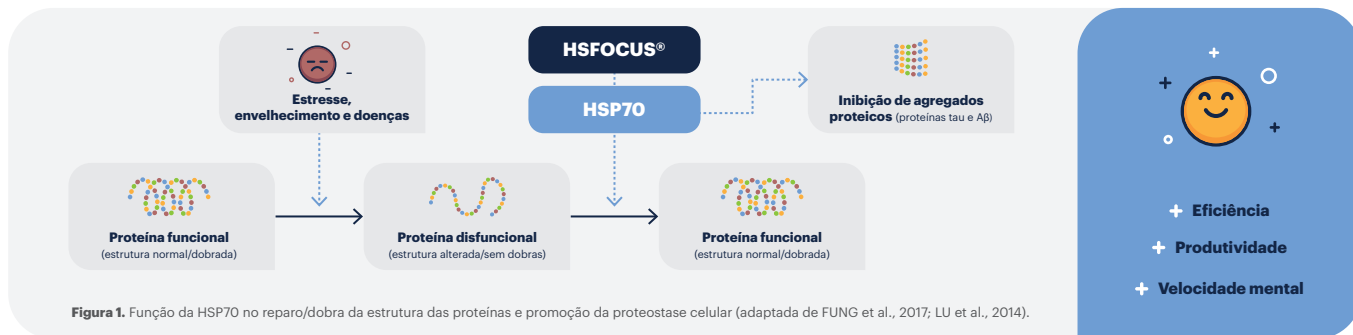 Estresse,
envelhecimento e doenças
HSFOCUS®
HSP70
Inibição de agregados
proteicos (proteínas tau e Aβ)
Proteína funcional
(estrutura normal/dobrada)
Proteína disfuncional
(estrutura alterada/sem dobras)
Proteína funcional
(estrutura normal/dobrada)
Figura 1. Função da HSP70 no reparo/dobra da estrutura das proteínas e promoção da proteostase celular (adaptada de FUNG et al., 2017; LU et al., 2014).
+ Eficiência
+ Produtividade
+ Velocidade mental